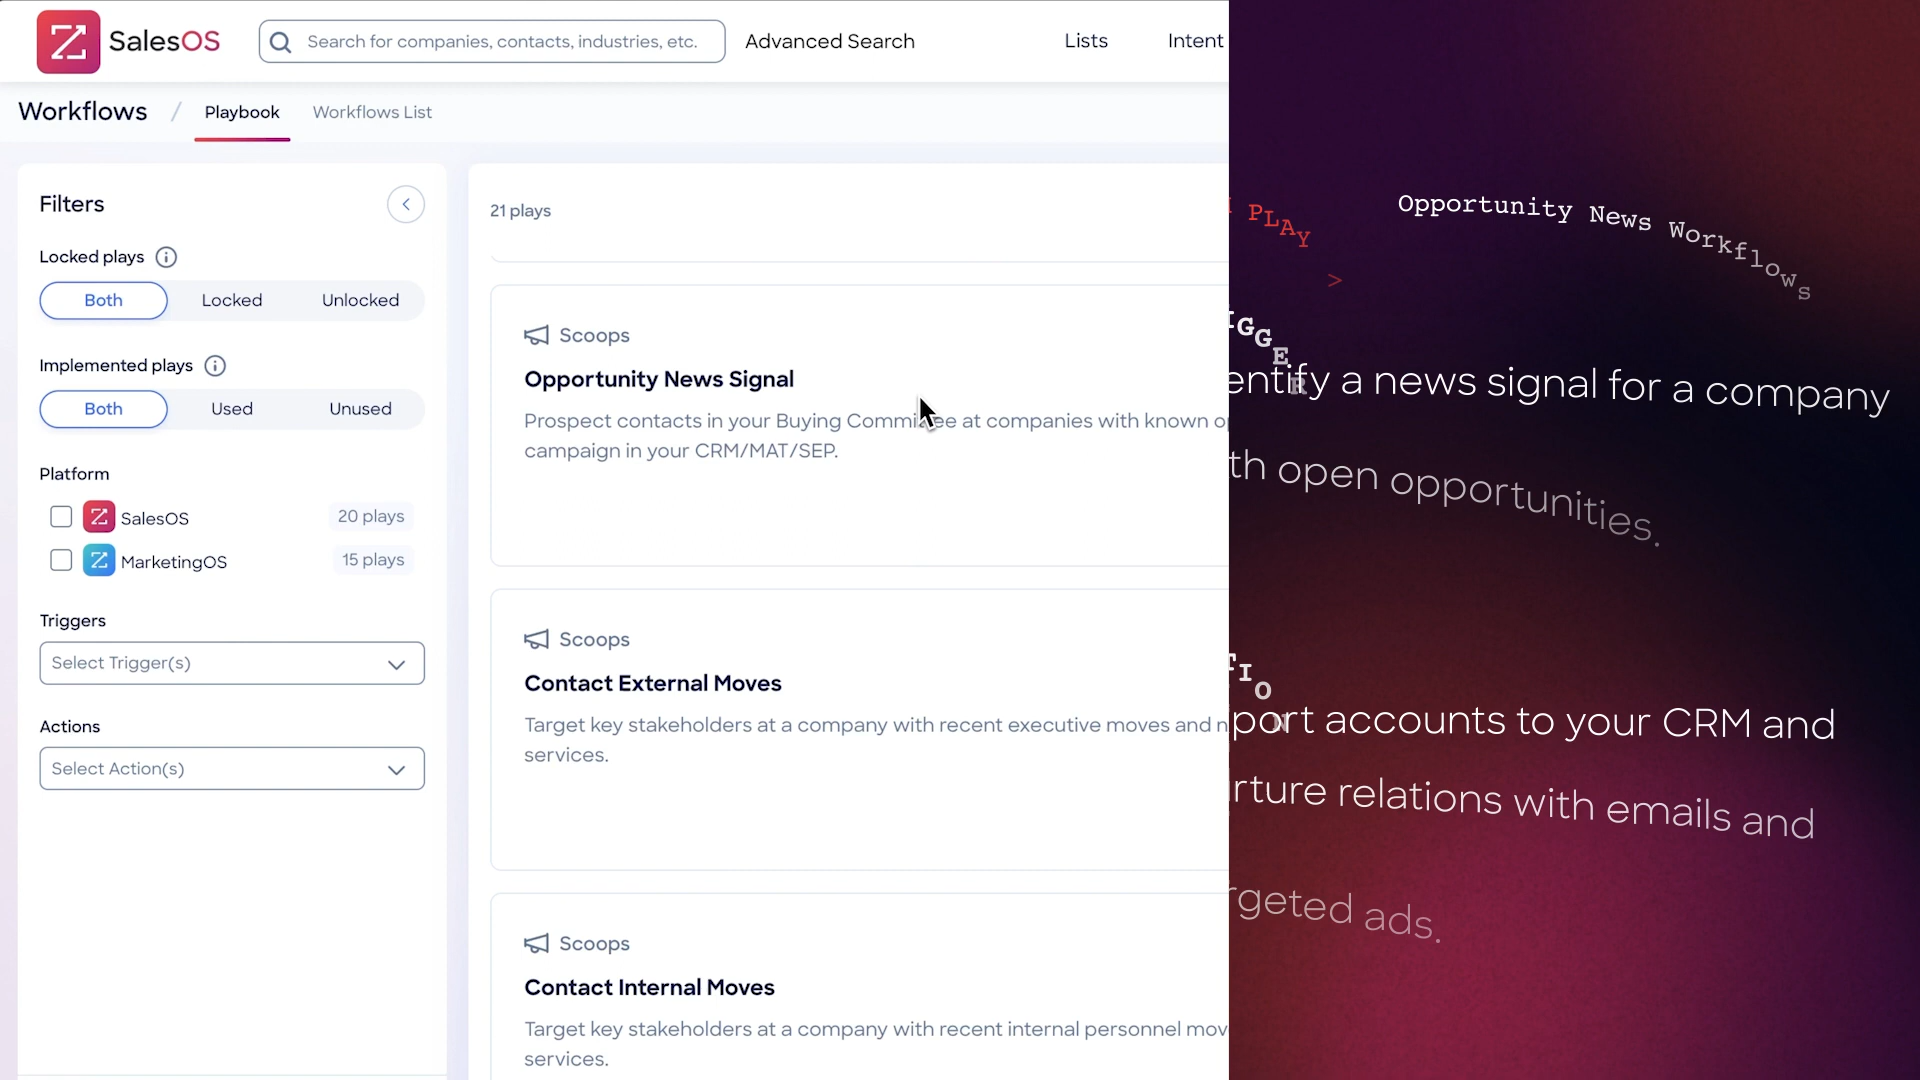 SalesOS
Search for companies, contacts, industries, etc.
Advanced Search
Lists
Intent
Workflows / Playbook
Workflows List
Filters
Locked plays
Both
Locked
Unlocked
Implemented plays
Both
Used
Unused
Platform
SalesOS
20 plays
MarketingOS
15 plays
Triggers
Select Trigger(s)
Actions
Select Action(s)
21 plays
Scoops
Opportunity News Signal
Prospect contacts in your Buying Committee at companies with known
campaign in your CRM/MAT/SEP.
Scoops
Contact External Moves
Target key stakeholders at a company with recent executive moves and
services.
Scoops
Contact Internal Moves
Target key stakeholders at a company with recent internal personnel mov
services.
PLAY
>
Opportunity News Workflows
IGGER
entify a news signal for a company
th open opportunities.
TION
port accounts to your CRM and
rture relations with emails and
rgeted ads.